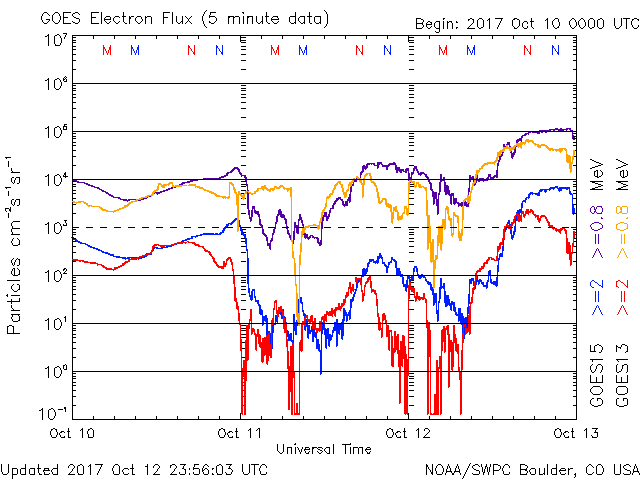 GOES Electron Flux (5 minute data)
Begin: 2017 Oct 10 0000 UTC
10⁷
M M N N M M N N M M N N
10⁶
10⁵
10⁴
10³
10²
10¹
10⁰
10⁻¹
Particles cm⁻²s⁻¹sr⁻¹
Oct 10 Oct 11 Oct 12 Oct 13
Universal Time
GOES15 >=2 >=0.8 MeV
GOES13 >=2 >=0.8 MeV
Updated 2017 Oct 12 23:56:03 UTC
NOAA/SWPC Boulder, CO USA